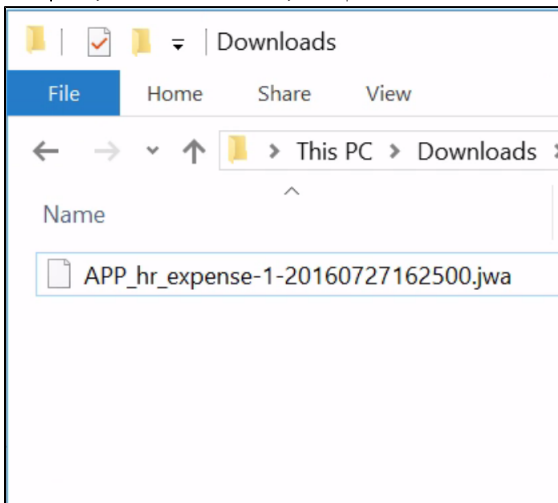 Downloads
File Home Share View
This PC Downloads
Name
APP_hr_expense-1-20160727162500.jwa